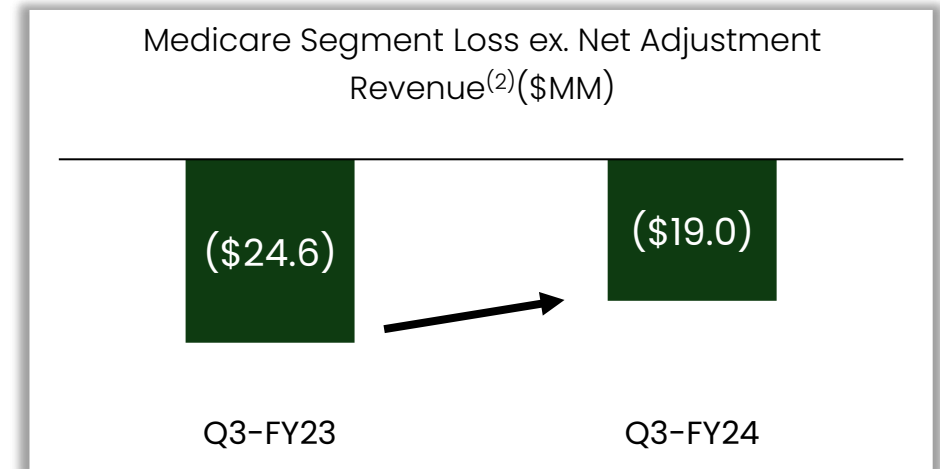 Medicare Segment Loss ex. Net Adjustment
Revenue(2)($MM)
($24.6)
($19.0)
Q3-FY23
Q3-FY24